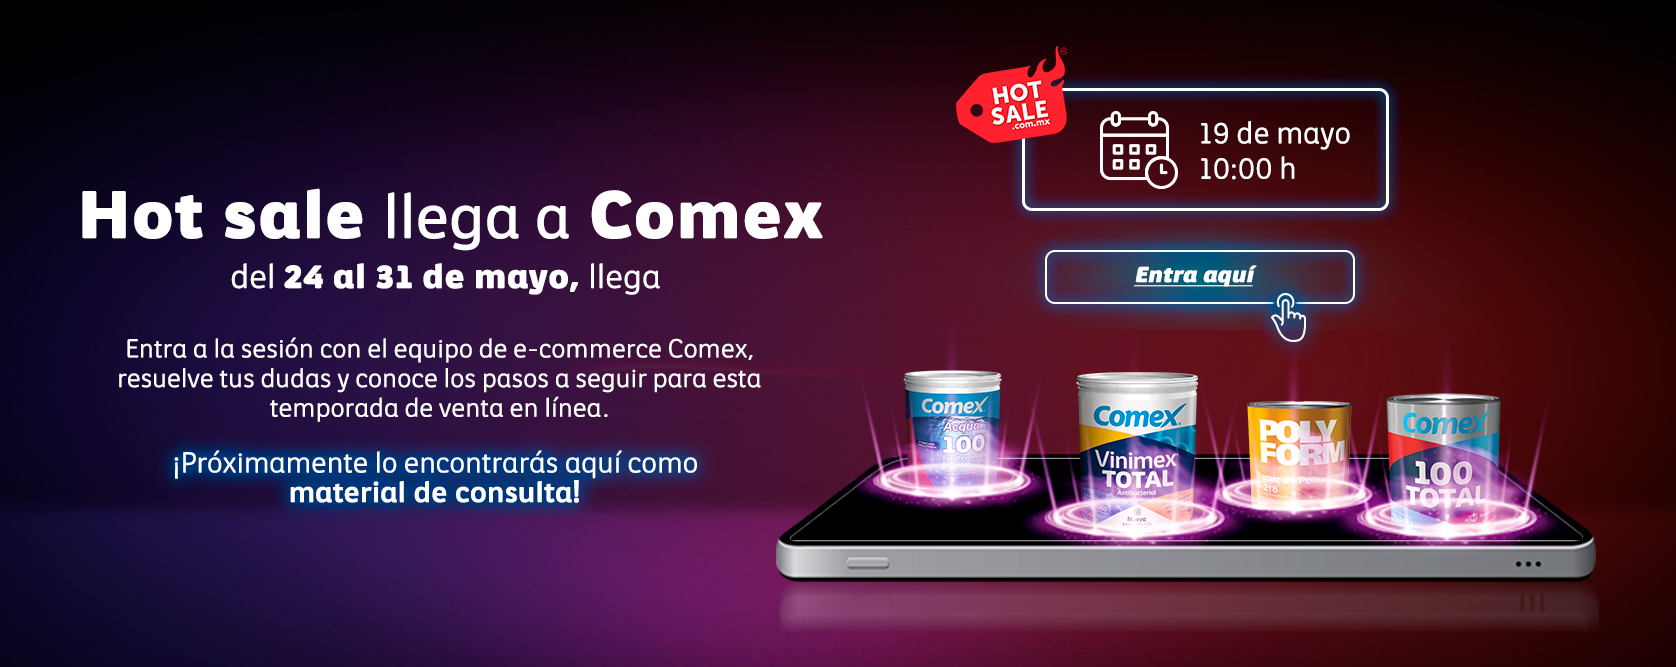 Hot sale llega a Comex
del 24 al 31 de mayo, llega
Entra a la sesión con el equipo de e-commerce Comex,
resuelve tus dudas y conoce los pasos a seguir para esta
temporada de venta en línea.
¡Próximamente lo encontrarás aquí como
material de consulta!
HOT
SALE
.com.mx
19 de mayo
10:00 h
Entra aquí
Comex
Acqua
100
Comex
Vinimex
TOTAL
Antibacterial
Nueva
POLY
FORM
Comex
100
TOTAL